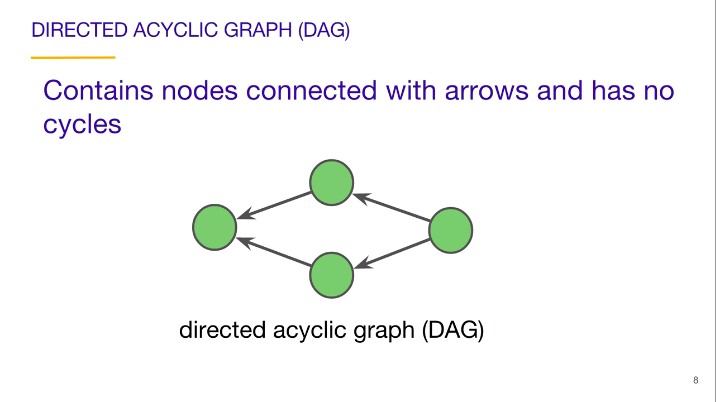 DIRECTED ACYCLIC GRAPH (DAG)
Contains nodes connected with arrows and has no
cycles
directed acyclic graph (DAG)
8